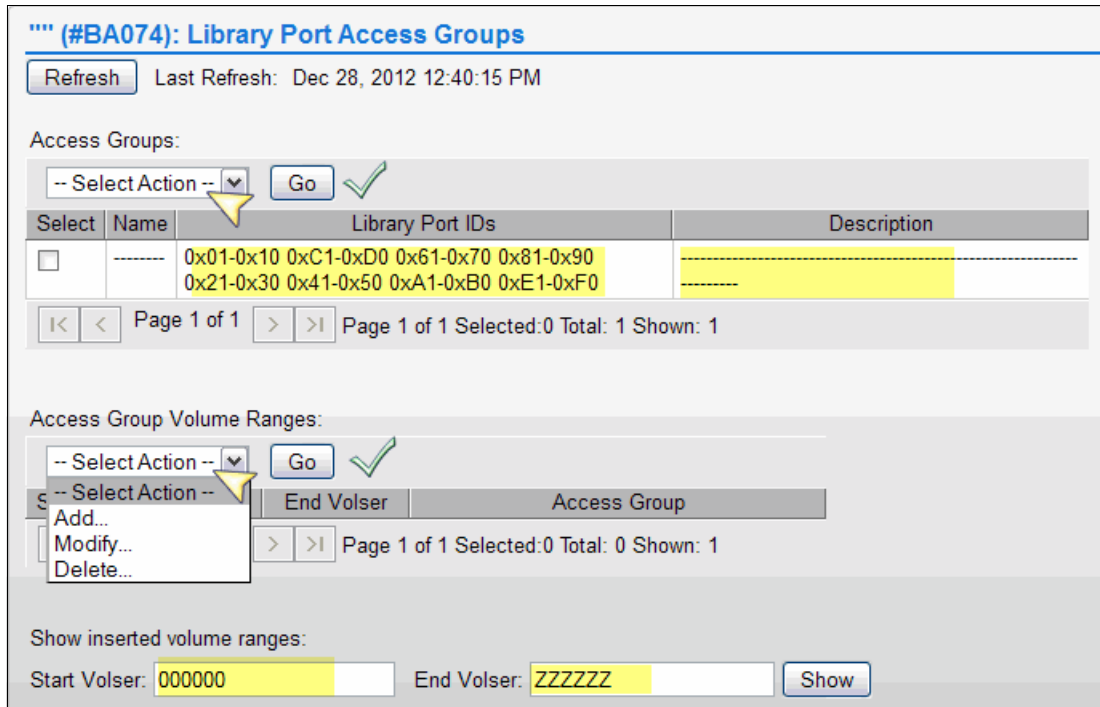 "" (#BA074): Library Port Access Groups
Refresh Last Refresh: Dec 28, 2012 12:40:15 PM
Access Groups:
-- Select Action -- Go
Select Name Library Port IDs Description
-------- 0x01-0x10 0xC1-0xD0 0x61-0x70 0x81-0x90 --------------------------------------------------------------
0x21-0x30 0x41-0x50 0xA1-0xB0 0xE1-0xF0 ---------
Page 1 of 1 Page 1 of 1 Selected:0 Total: 1 Shown: 1
Access Group Volume Ranges:
-- Select Action -- Go
S -- Select Action -- End Volser Access Group
Add...
Modify... Page 1 of 1 Selected:0 Total: 0 Shown: 1
Delete...
Show inserted volume ranges:
Start Volser: 000000 End Volser: ZZZZZZ Show